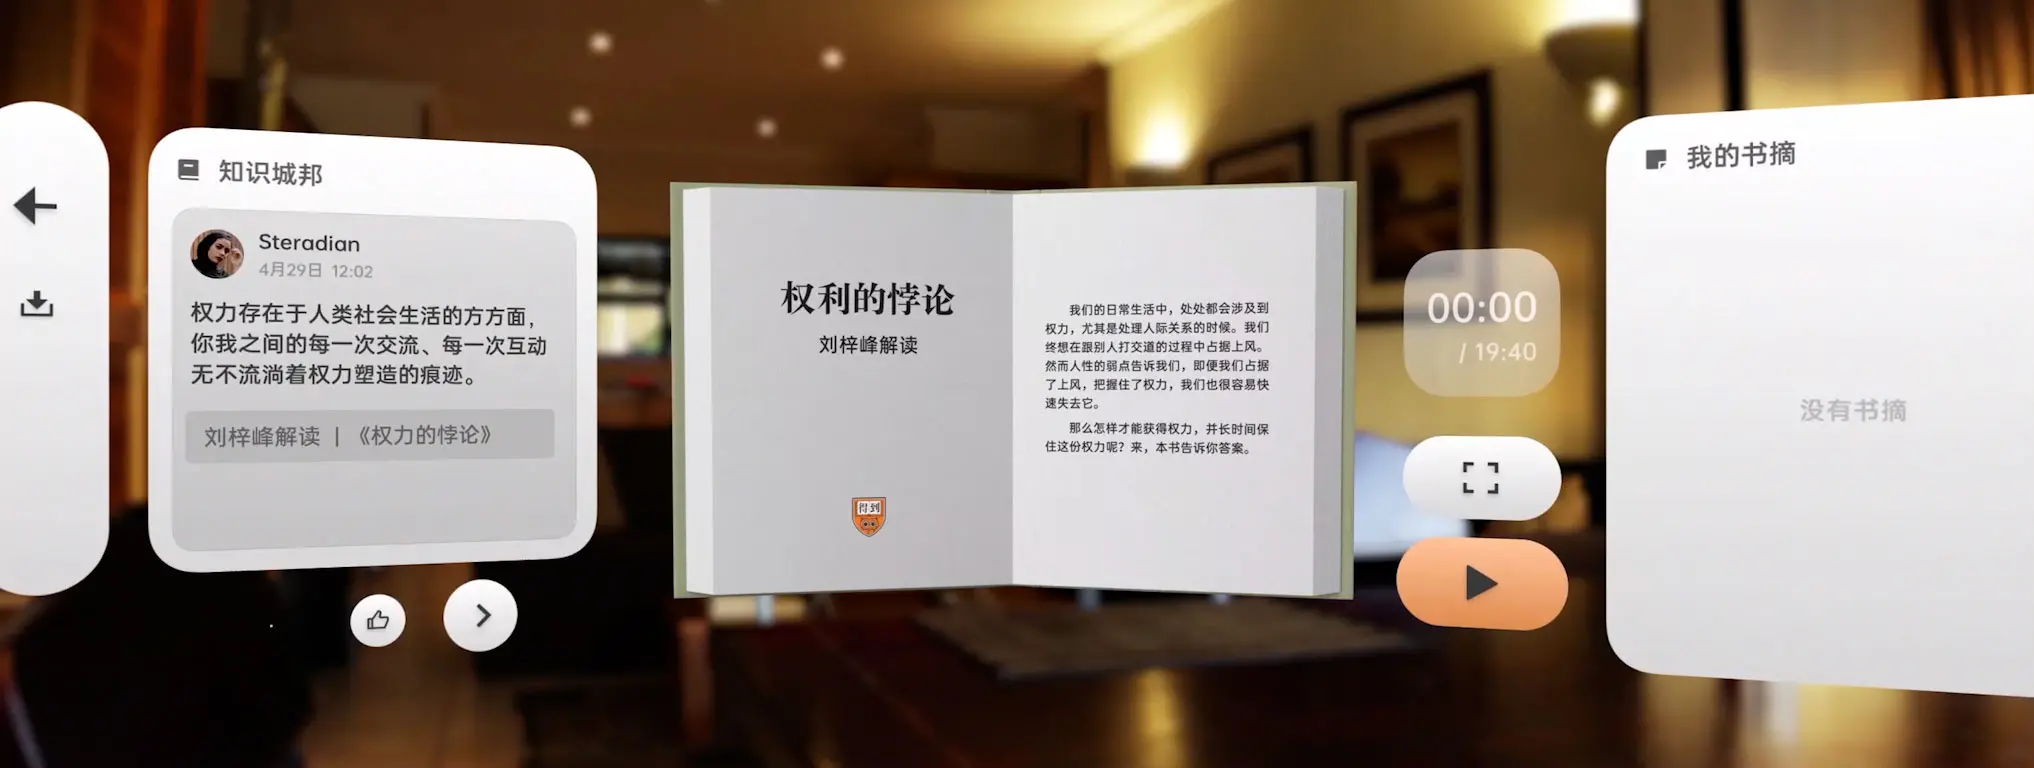 知识城邦
Steradian
4月29日 12:02
权力存在于人类社会生活的方方面，
你我之间的每一次交流、每一次互动
无不流淌着权力塑造的痕迹。
刘梓峰解读 | 《权力的悖论》
权利的悖论
刘梓峰解读
得到
我们的日常生活中，处处都会涉及到
权力，尤其是处理人际关系的时候。我们
终想在跟别人打交道的过程中占据上风。
然而人性的弱点告诉我们，即便我们占据
了上风，把握住了权力，我们也很容易快
速失去它。
那么怎样才能获得权力，并长时间保
住这份权力呢？来，本书告诉你答案。
00:00
/ 19:40
我的书摘
没有书摘